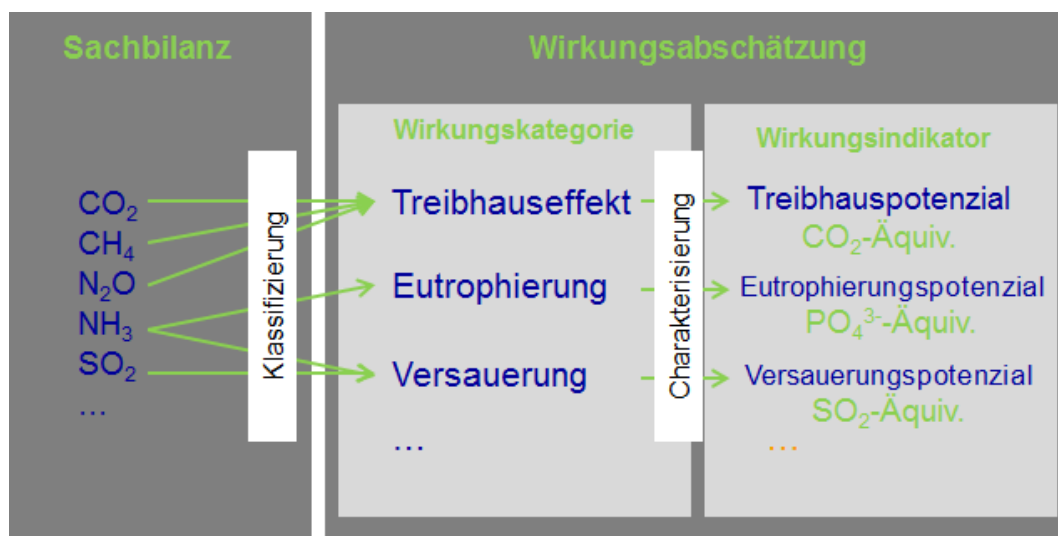 Sachbilanz
CO₂
CH₄
N₂O
NH₃
SO₂
...
Klassifizierung
Wirkungsabschätzung
Wirkungskategorie
Treibhauseffekt
Eutrophierung
Versauerung
...
Charakterisierung
Wirkungsindikator
Treibhauspotenzial
CO₂-Äquiv.
Eutrophierungspotenzial
PO₄³⁻-Äquiv.
Versauerungspotenzial
SO₂-Äquiv.
...